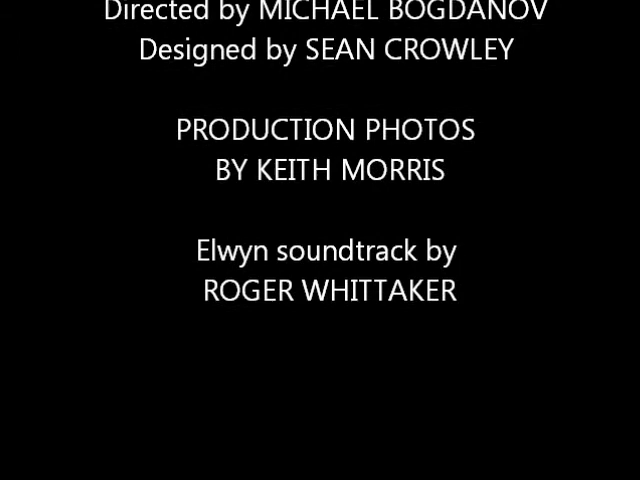 Directed by MICHAEL BOGDANOV
Designed by SEAN CROWLEY
PRODUCTION PHOTOS
BY KEITH MORRIS
Elwyn soundtrack by
ROGER WHITTAKER